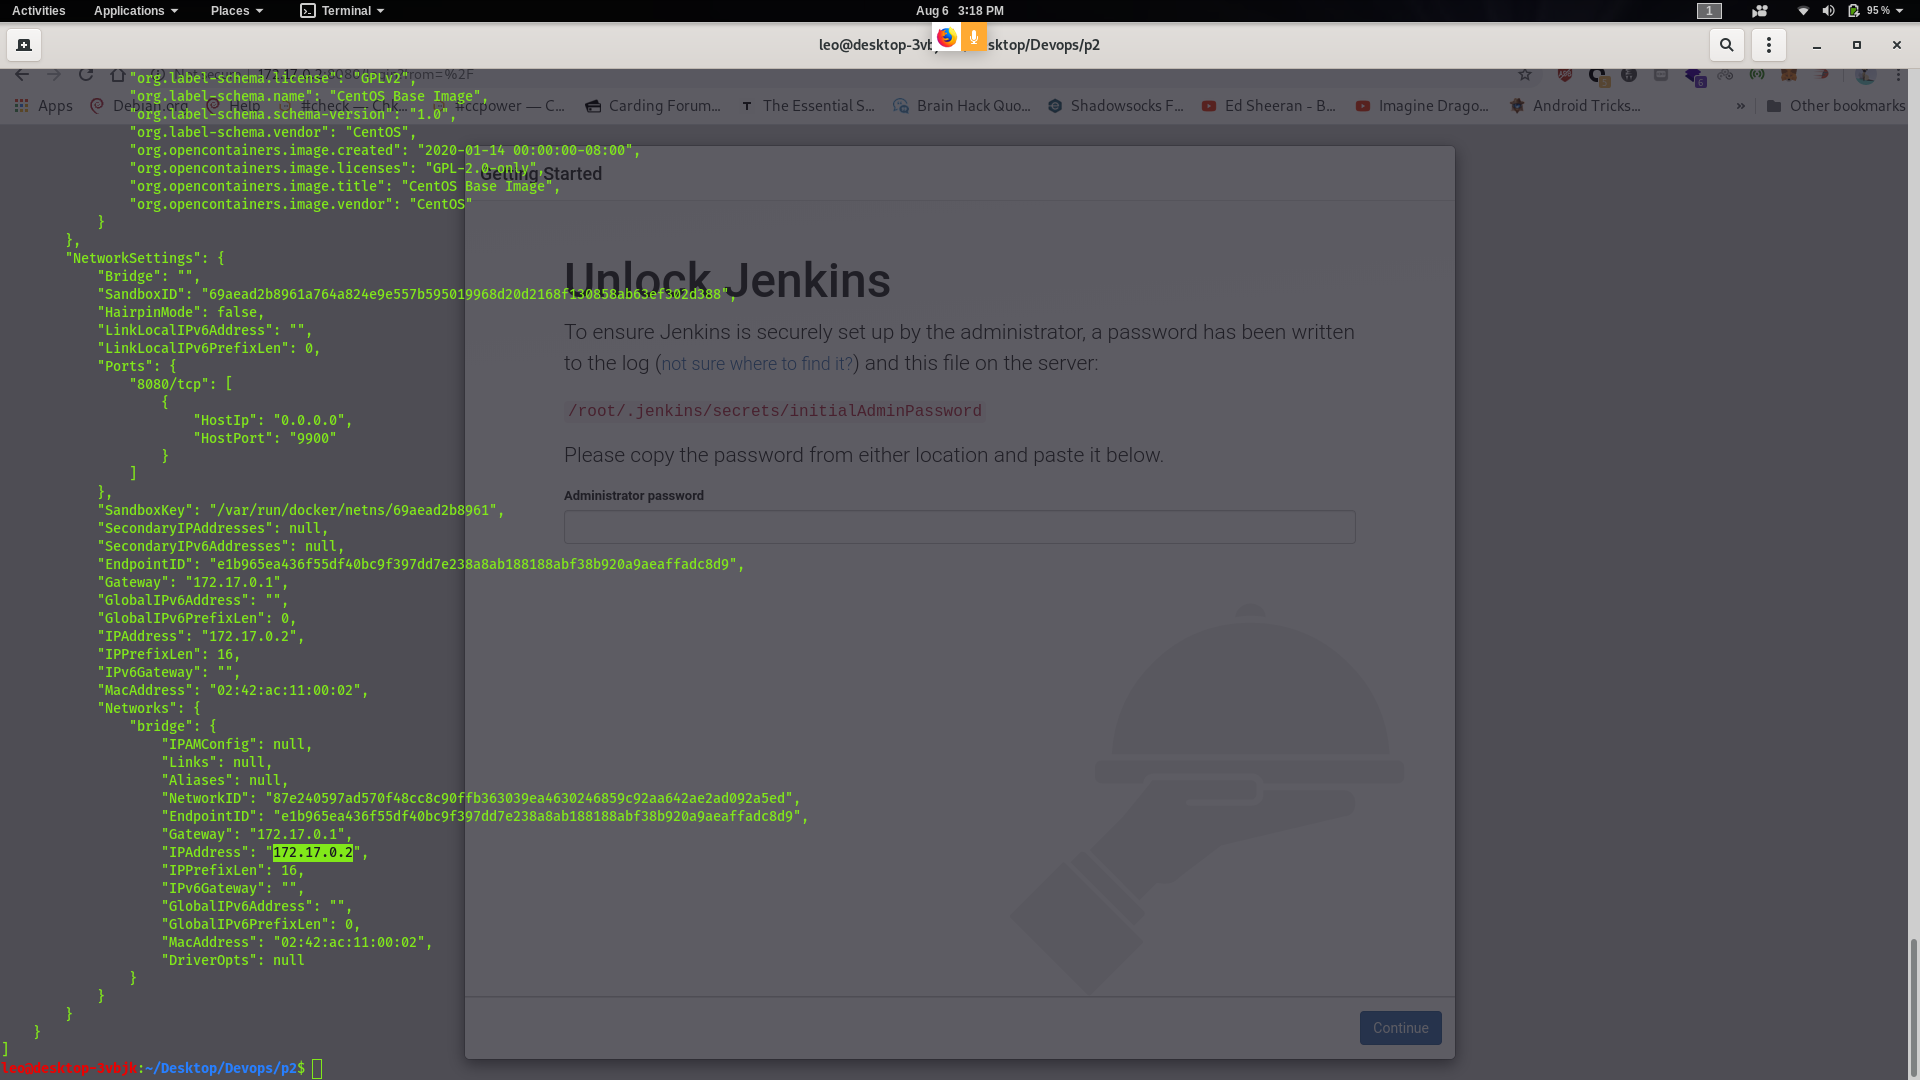 Activities Applications Places Terminal Aug 6 3:18 PM 1 95 %
leo@desktop-3vb sktop/Devops/p2
"org.label-schema.license": "GPLv2",
"org.label-schema.name": "CentOS Base Image",
Apps Debian.org Help #check — Chk... #ccpower — C... Carding Forum... The Essential S... Brain Hack Quo... Shadowsocks F... Ed Sheeran - B... Imagine Drago... Android Tricks... » Other bookmarks
"org.label-schema.schema-version": "1.0",
"org.label-schema.vendor": "CentOS",
"org.opencontainers.image.created": "2020-01-14 00:00:00-08:00",
"org.opencontainers.image.licenses": "GPL-2.0-only",
Getting Started
"org.opencontainers.image.title": "CentOS Base Image",
"org.opencontainers.image.vendor": "CentOS"
}
},
"NetworkSettings": {
"Bridge": "",
Unlock Jenkins
"SandboxID": "69aead2b8961a764a824e9e557b595019968d20d2168f130858ab63ef302d388",
"HairpinMode": false,
"LinkLocalIPv6Address": "",
To ensure Jenkins is securely set up by the administrator, a password has been written
"LinkLocalIPv6PrefixLen": 0,
to the log (not sure where to find it?) and this file on the server:
"Ports": {
"8080/tcp": [
{
/root/.jenkins/secrets/initialAdminPassword
"HostIp": "0.0.0.0",
"HostPort": "9900"
}
Please copy the password from either location and paste it below.
]
},
Administrator password
"SandboxKey": "/var/run/docker/netns/69aead2b8961",
"SecondaryIPAddresses": null,
"SecondaryIPv6Addresses": null,
"EndpointID": "e1b965ea436f55df40bc9f397dd7e238a8ab188188abf38b920a9aeaffadc8d9",
"Gateway": "172.17.0.1",
"GlobalIPv6Address": "",
"GlobalIPv6PrefixLen": 0,
"IPAddress": "172.17.0.2",
"IPPrefixLen": 16,
"IPv6Gateway": "",
"MacAddress": "02:42:ac:11:00:02",
"Networks": {
"bridge": {
"IPAMConfig": null,
"Links": null,
"Aliases": null,
"NetworkID": "87e240597ad570f48cc8c90ffb363039ea4630246859c92aa642ae2ad092a5ed",
"EndpointID": "e1b965ea436f55df40bc9f397dd7e238a8ab188188abf38b920a9aeaffadc8d9",
"Gateway": "172.17.0.1",
"IPAddress": "172.17.0.2",
"IPPrefixLen": 16,
"IPv6Gateway": "",
"GlobalIPv6Address": "",
"GlobalIPv6PrefixLen": 0,
"MacAddress": "02:42:ac:11:00:02",
"DriverOpts": null
}
}
}
}
Continue
]
leo@desktop-3vbjk:~/Desktop/Devops/p2$